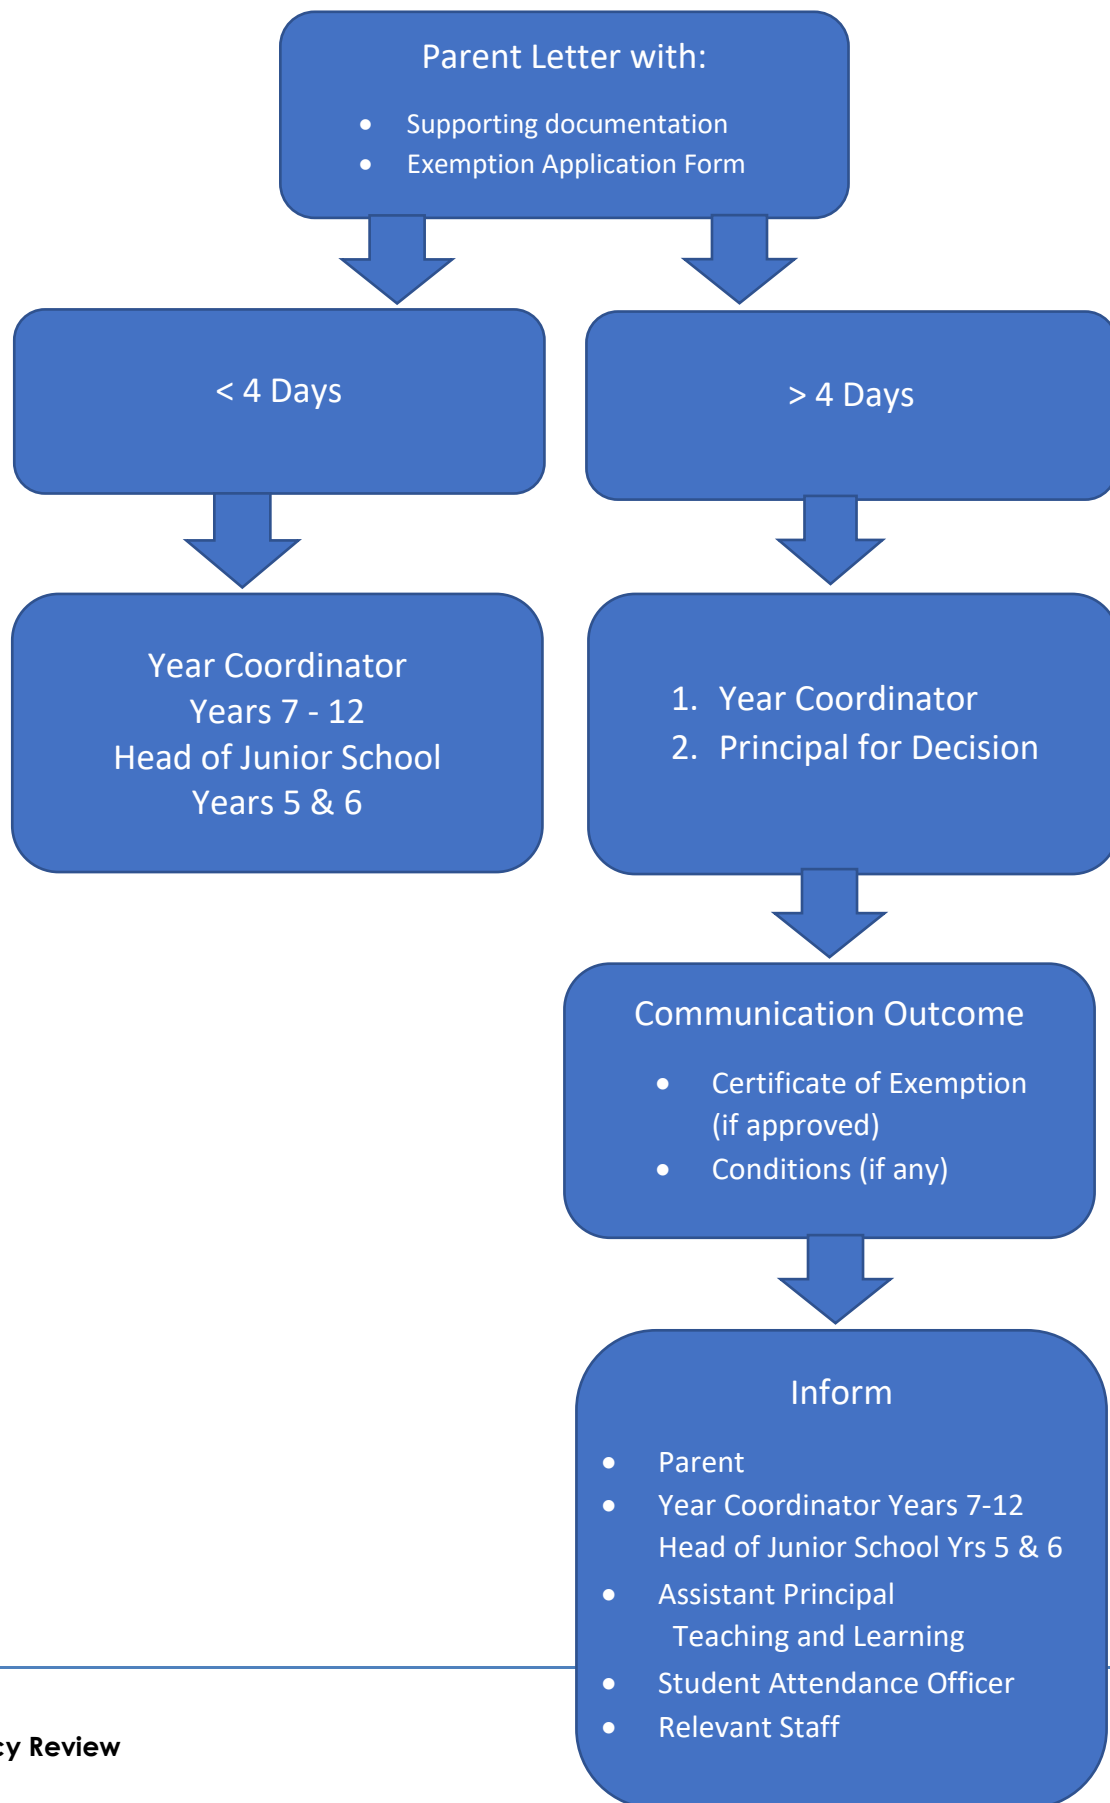 Parent Letter with:
• Supporting documentation
• Exemption Application Form
< 4 Days
> 4 Days
Year Coordinator
Years 7 - 12
Head of Junior School
Years 5 & 6
1. Year Coordinator
2. Principal for Decision
Communication Outcome
• Certificate of Exemption
(if approved)
• Conditions (if any)
Inform
• Parent
• Year Coordinator Years 7-12
Head of Junior School Yrs 5 & 6
• Assistant Principal
Teaching and Learning
• Student Attendance Officer
• Relevant Staff
cy Review